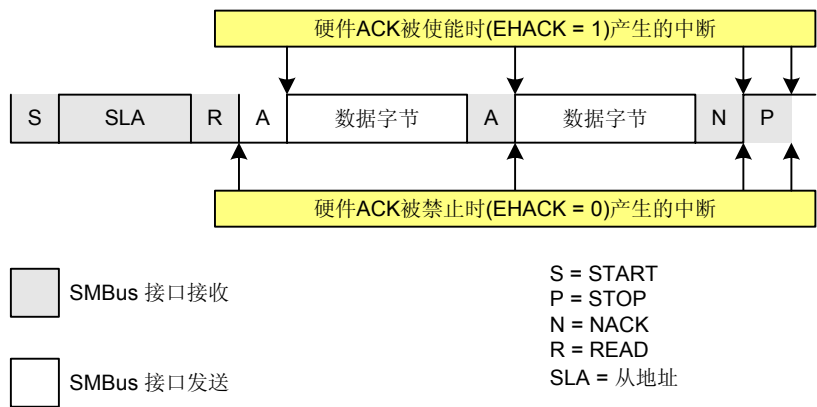 硬件ACK被使能时(EHACK = 1)产生的中断
S SLA R A 数据字节 A 数据字节 N P
硬件ACK被禁止时(EHACK = 0)产生的中断
SMBus 接口接收
SMBus 接口发送
S = START
P = STOP
N = NACK
R = READ
SLA = 从地址